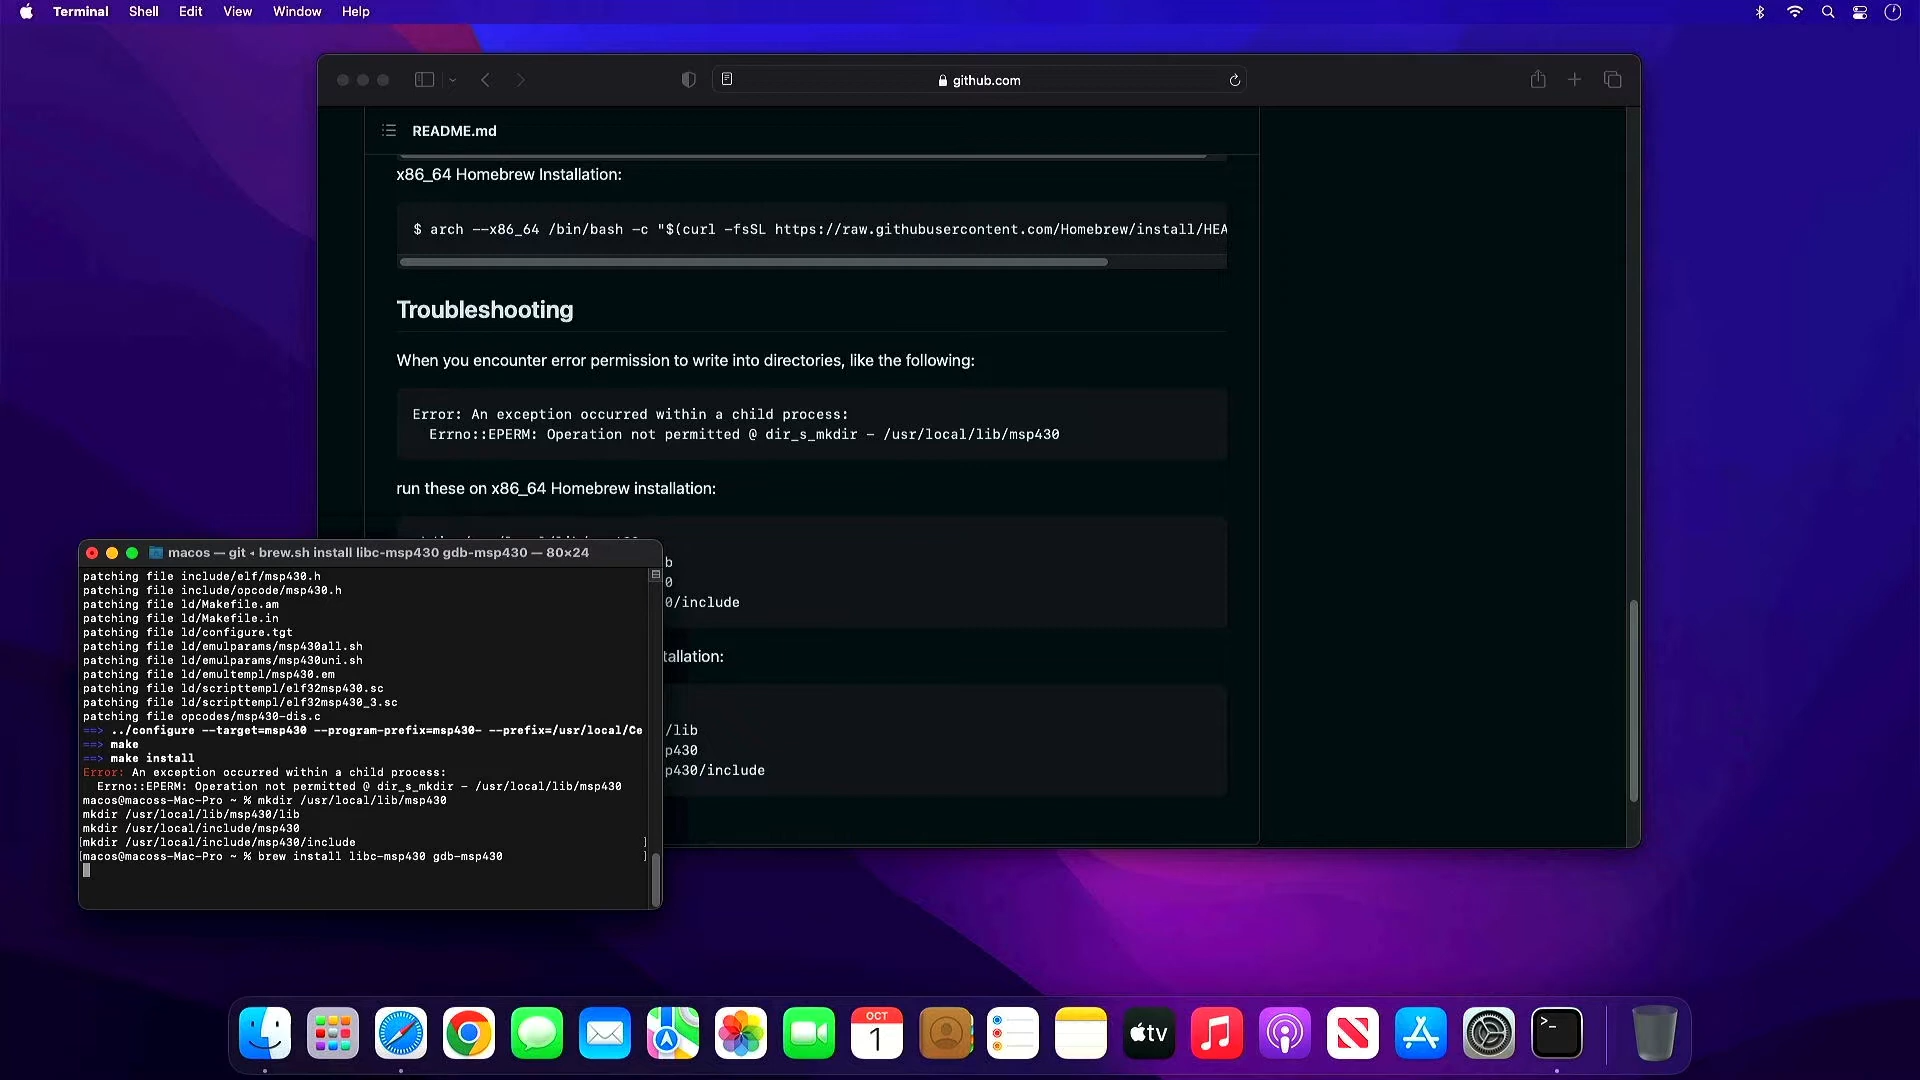 Terminal Shell Edit View Window Help
github.com
README.md
x86_64 Homebrew Installation:
$ arch --x86_64 /bin/bash -c "$(curl -fsSL https://raw.githubusercontent.com/Homebrew/install/HEA
Troubleshooting
When you encounter error permission to write into directories, like the following:
Error: An exception occurred within a child process:
Errno::EPERM: Operation not permitted @ dir_s_mkdir - /usr/local/lib/msp430
run these on x86_64 Homebrew installation:
b
0
0/include
tallation:
/lib
p430
p430/include
macos — git ◂ brew.sh install libc-msp430 gdb-msp430 — 80×24
patching file include/elf/msp430.h
patching file include/opcode/msp430.h
patching file ld/Makefile.am
patching file ld/Makefile.in
patching file ld/configure.tgt
patching file ld/emulparams/msp430all.sh
patching file ld/emulparams/msp430uni.sh
patching file ld/emultempl/msp430.em
patching file ld/scripttempl/elf32msp430.sc
patching file ld/scripttempl/elf32msp430_3.sc
patching file opcodes/msp430-dis.c
==> ../configure --target=msp430 --program-prefix=msp430- --prefix=/usr/local/Ce
==> make
==> make install
Error: An exception occurred within a child process:
Errno::EPERM: Operation not permitted @ dir_s_mkdir - /usr/local/lib/msp430
macos@macoss-Mac-Pro ~ % mkdir /usr/local/lib/msp430
mkdir /usr/local/lib/msp430/lib
mkdir /usr/local/include/msp430
[mkdir /usr/local/include/msp430/include ]
[macos@macoss-Mac-Pro ~ % brew install libc-msp430 gdb-msp430 ]
OCT
1
tv
>_